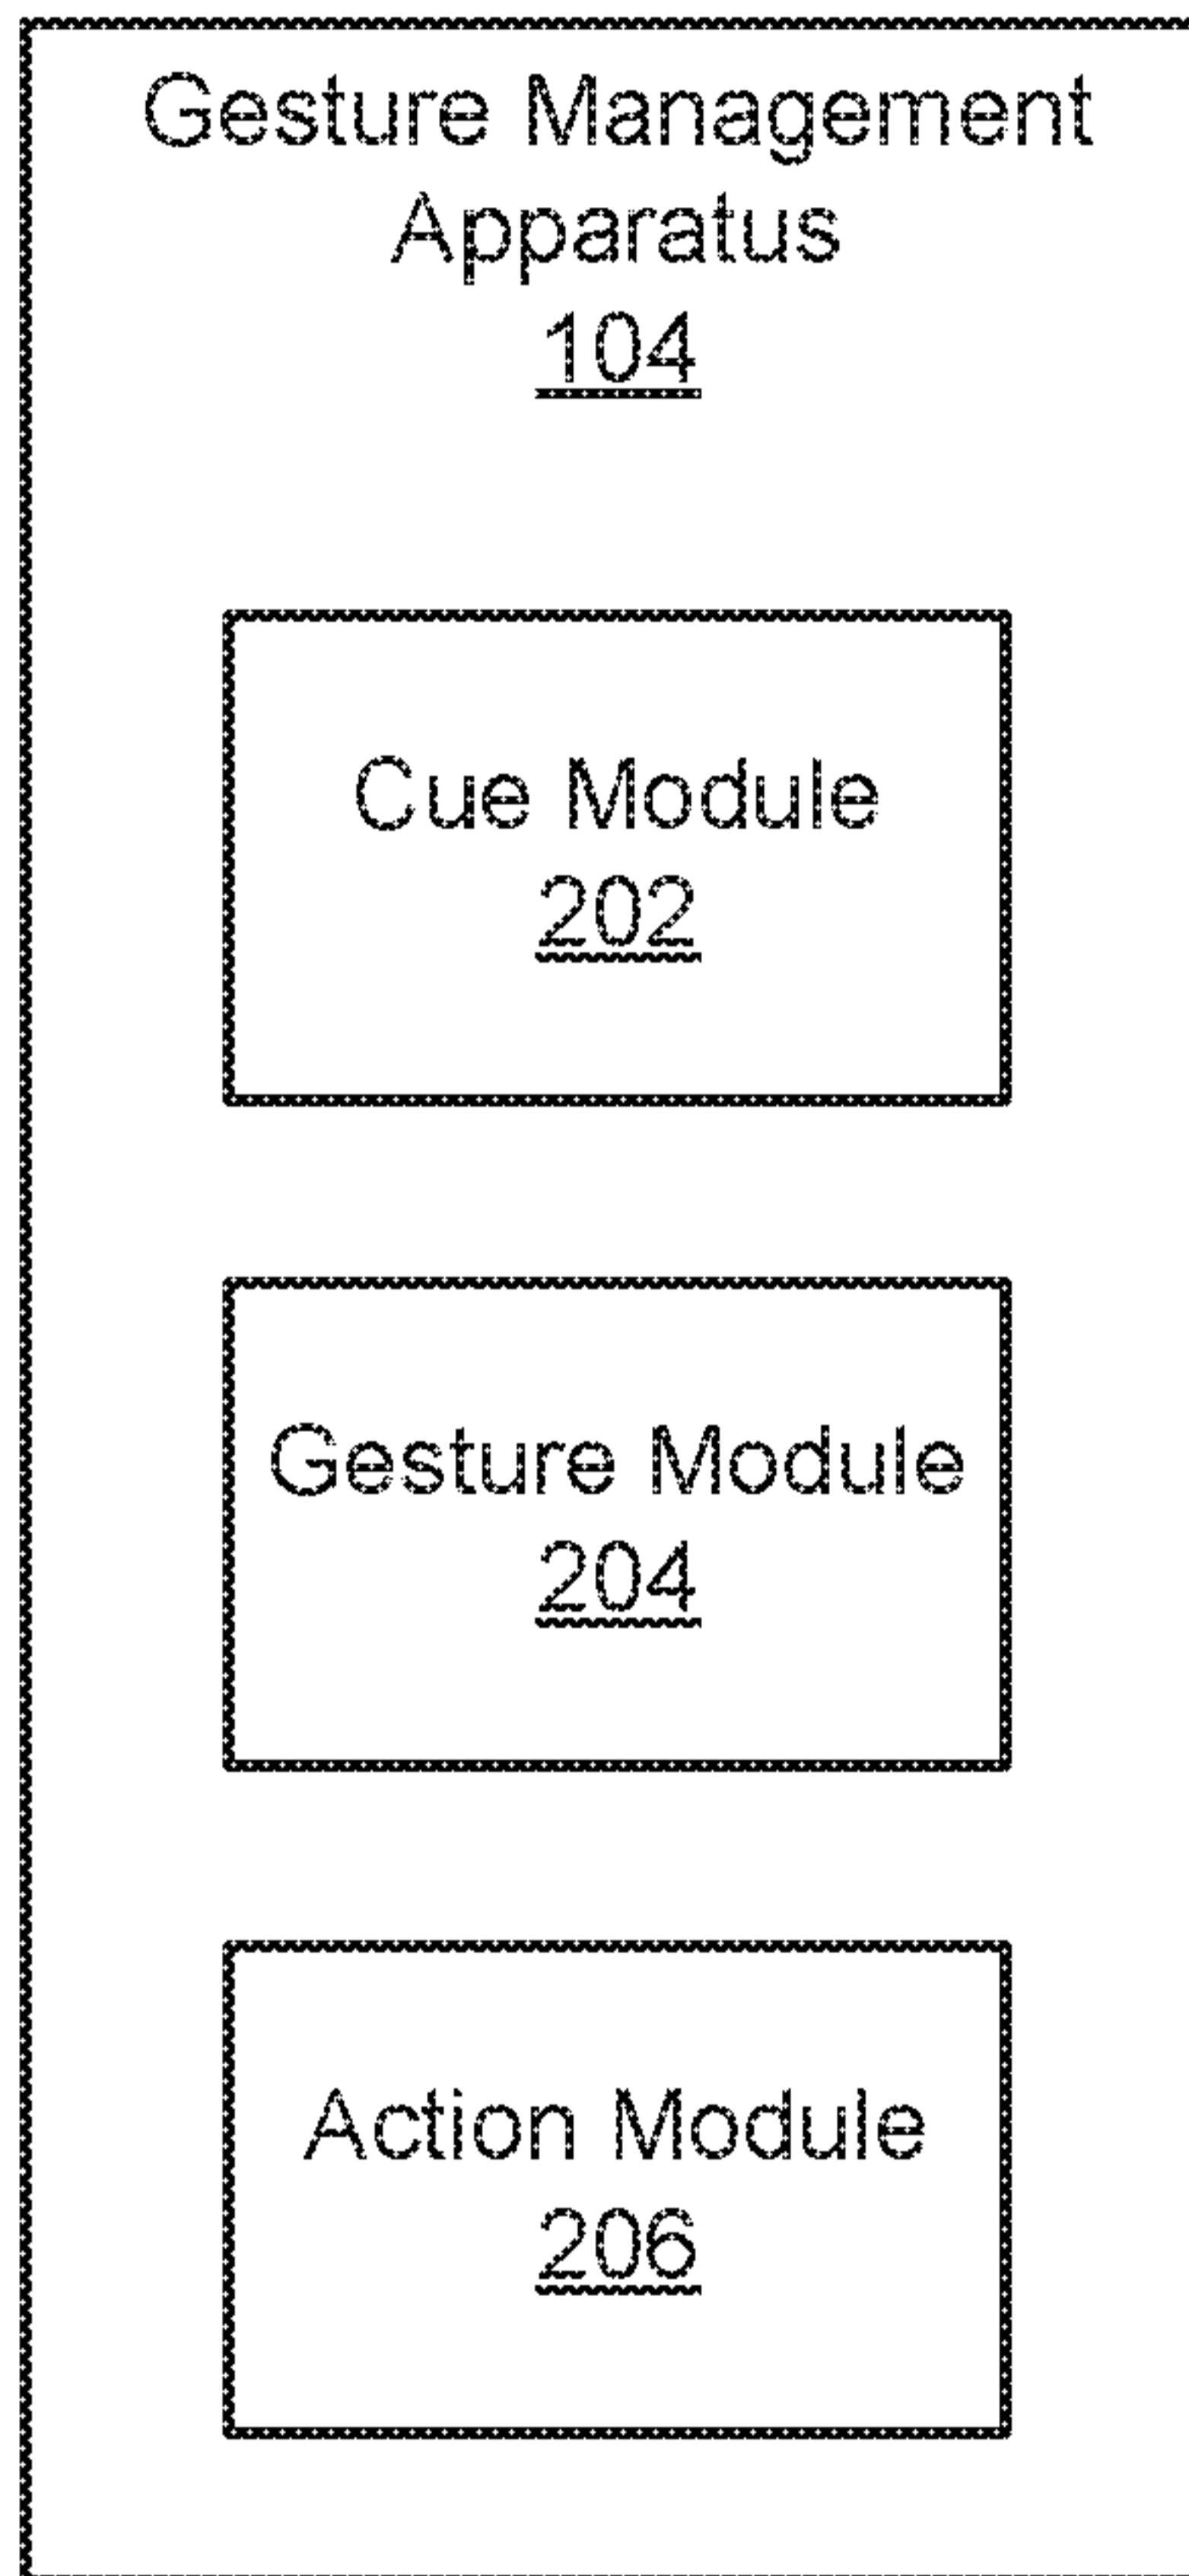 Gesture Management
Apparatus
104
Cue Module
202
Gesture Module
204
Action Module
206